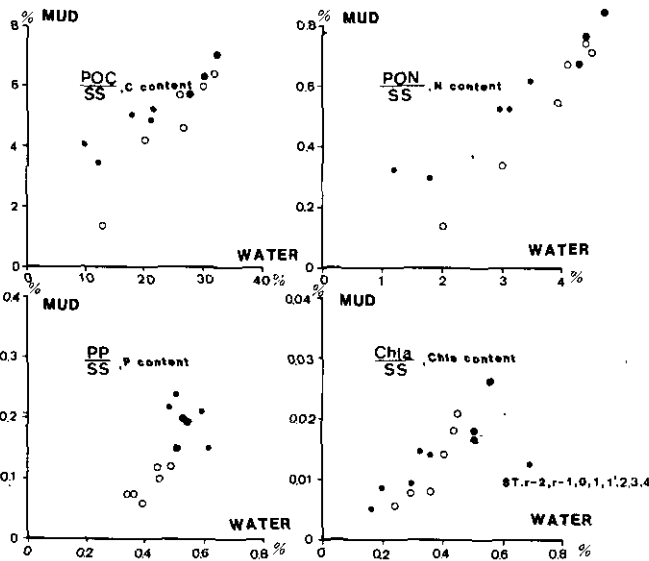 % MUD
8
6
4
2
0
POC
SS , C content
WATER
0 10 20 30 40 %
% MUD
0.8
0.6
0.4
0.2
0
PON
SS , N content
WATER
0 2 4 %
% MUD
0.4
0.3
0.2
0.1
0
PP
SS , P content
WATER
0 0.2 0.4 0.6 0.8 %
% MUD
0.04
0.03
0.02
0.01
0
Chla
SS , Chla content
ST.r-2,r-1,0,1,1',2,3,4
WATER
0 0.2 0.4 0.6 0.8 %